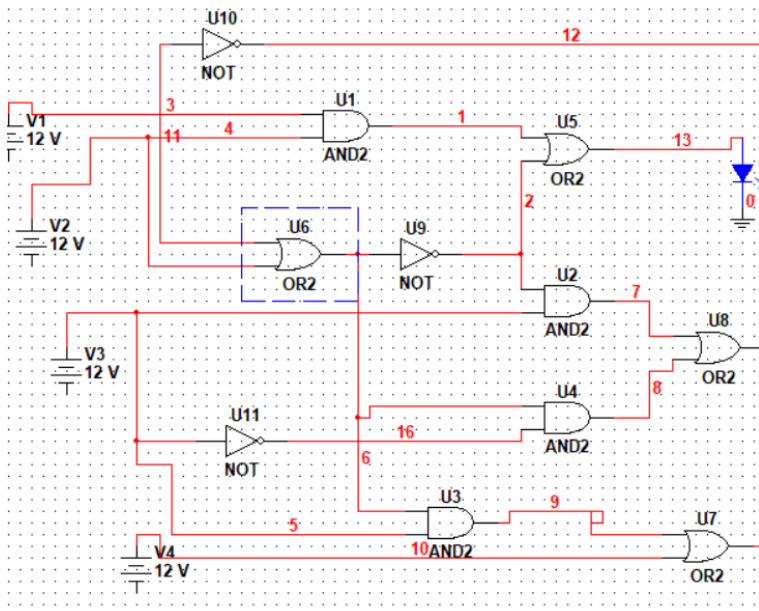 U10
12
NOT
V1
12 V
3
U1
1
U5
11
4
13
AND2
OR2
0
2
V2
12 V
U6
U9
OR2
NOT
U2
7
U8
AND2
V3
12 V
OR2
U4
8
U11
16
AND2
NOT
6
U3
9
5
U7
V4
10
AND2
12 V
OR2